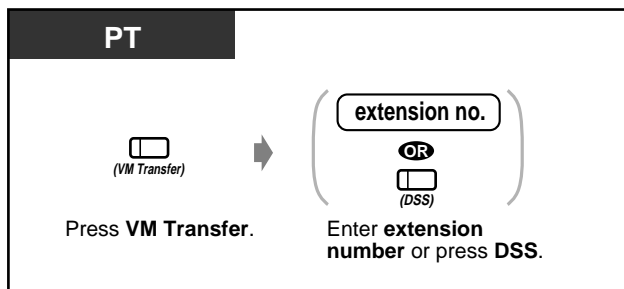 PT
extension no.
OR
(VM Transfer)
(DSS)
Press VM Transfer.
Enter extension
number or press DSS.